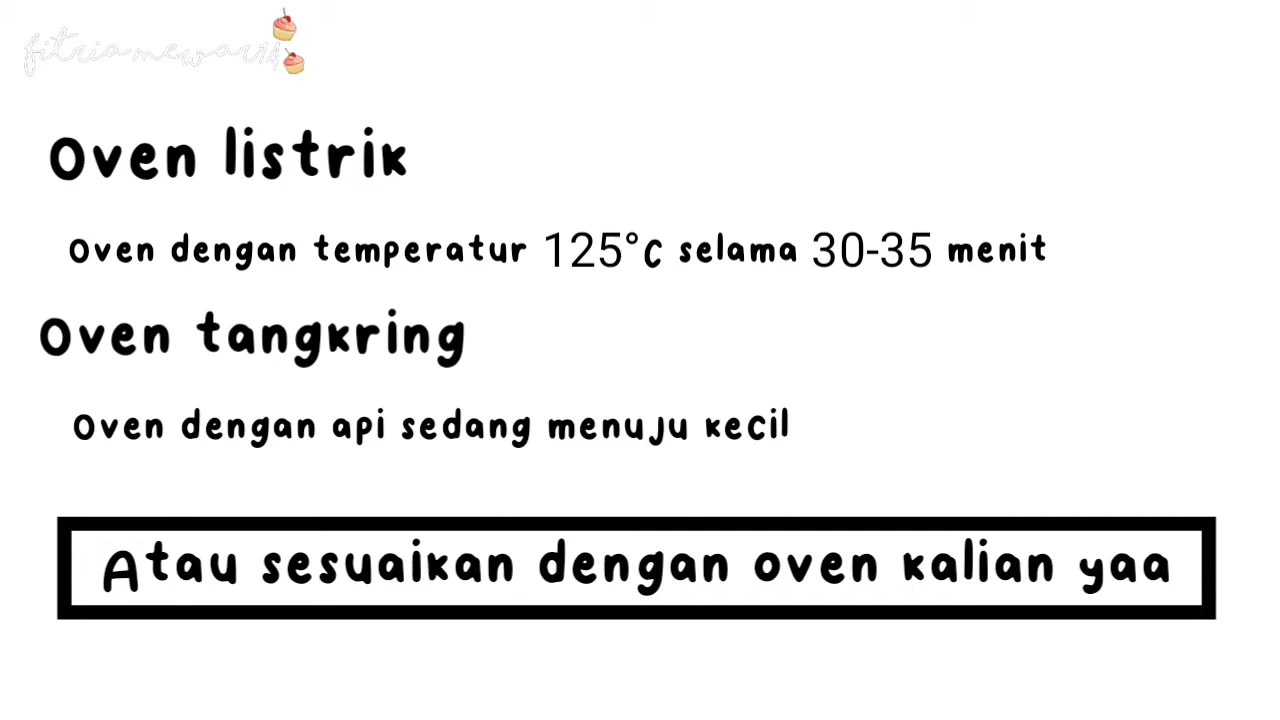 fitriamewar14
Oven listrik
Oven dengan temperatur 125°C selama 30-35 menit
Oven tangkring
Oven dengan api sedang menuju kecil
Atau sesuaikan dengan oven kalian yaa